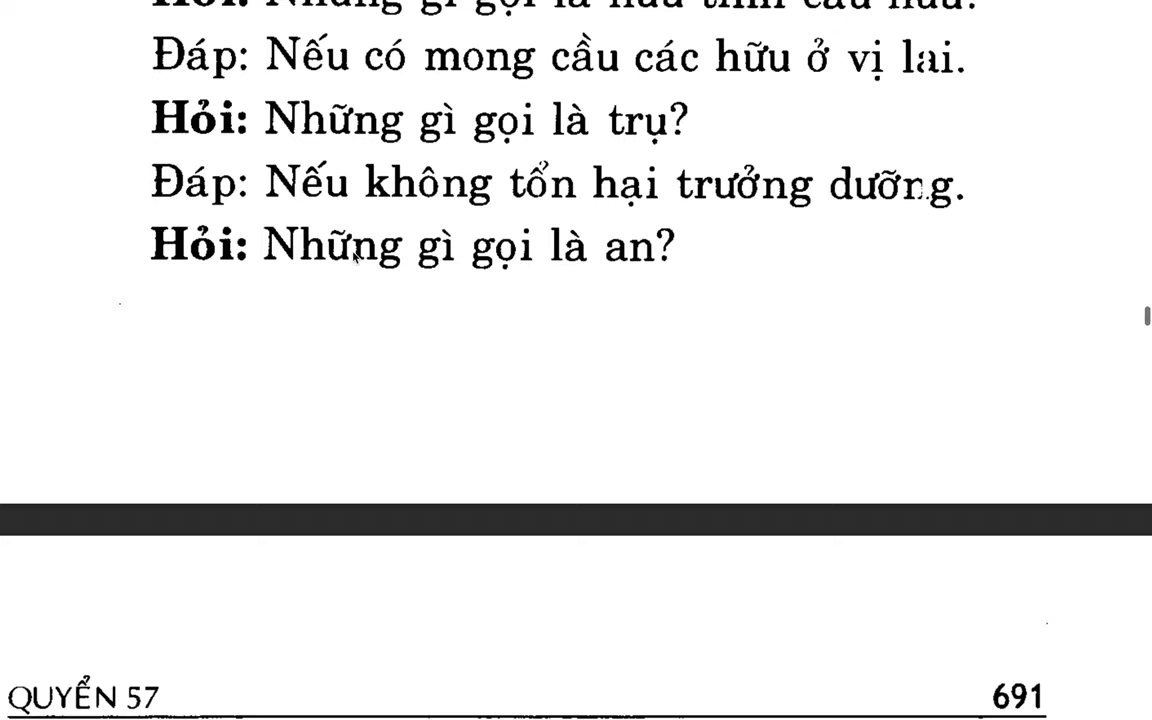 Đáp: Nếu có mong cầu các hữu ở vị lai.
Hỏi: Những gì gọi là trụ?
Đáp: Nếu không tổn hại trưởng dưỡng.
Hỏi: Những gì gọi là an?
QUYỂN 57
691